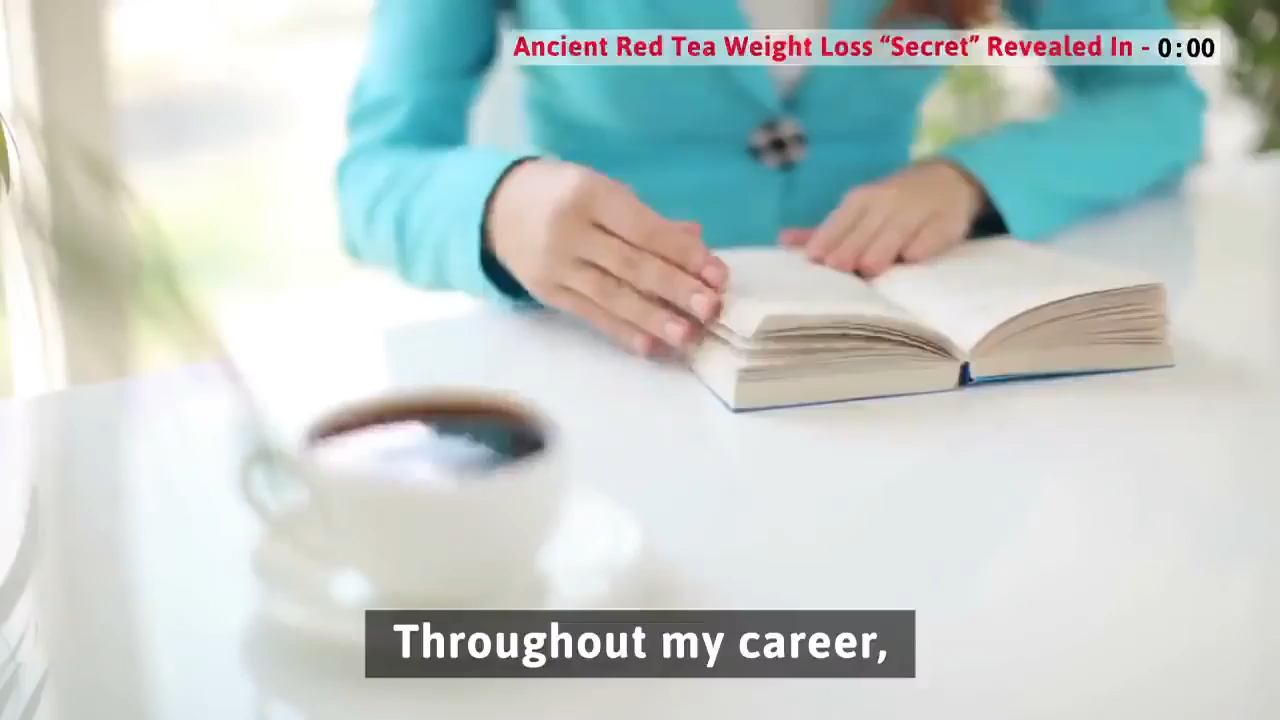 Ancient Red Tea Weight Loss “Secret” Revealed In - 0:00
Throughout my career,